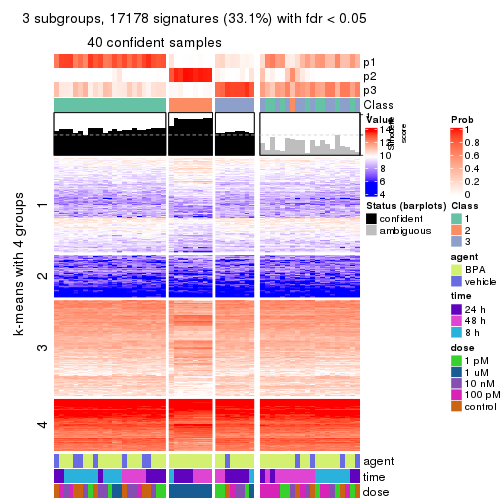 3 subgroups, 17178 signatures (33.1%) with fdr < 0.05
40 confident samples
p1
p2
p3
Class
Silhouette
score
k-means with 4 groups
1
2
3
4
agent
time
dose
Value
14
6
4
Prob
1
0.8
0.6
0.4
0.2
0
Status (barplots)
confident
ambiguous
Class
1
2
3
agent
BPA
vehicle
time
24 h
48 h
8 h
dose
1 pM
1 uM
10 nM
100 pM
control